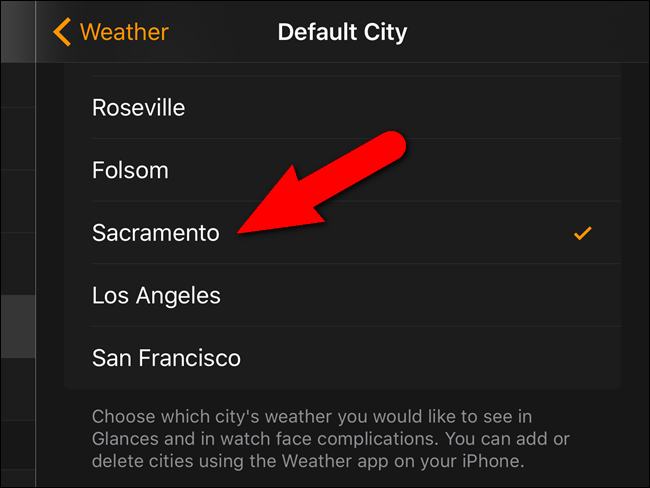 Weather
Default City
Roseville
Folsom
Sacramento
Los Angeles
San Francisco
Choose which city's weather you would like to see in
Glances and in watch face complications. You can add or
delete cities using the Weather app on your iPhone.